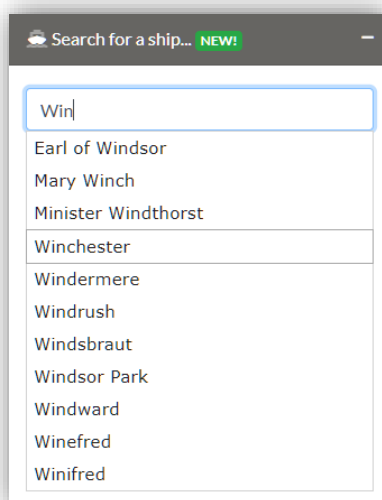 Search for a ship... NEW!
Win
Earl of Windsor
Mary Winch
Minister Windthorst
Winchester
Windermere
Windrush
Windsbraut
Windsor Park
Windward
Winefred
Winifred